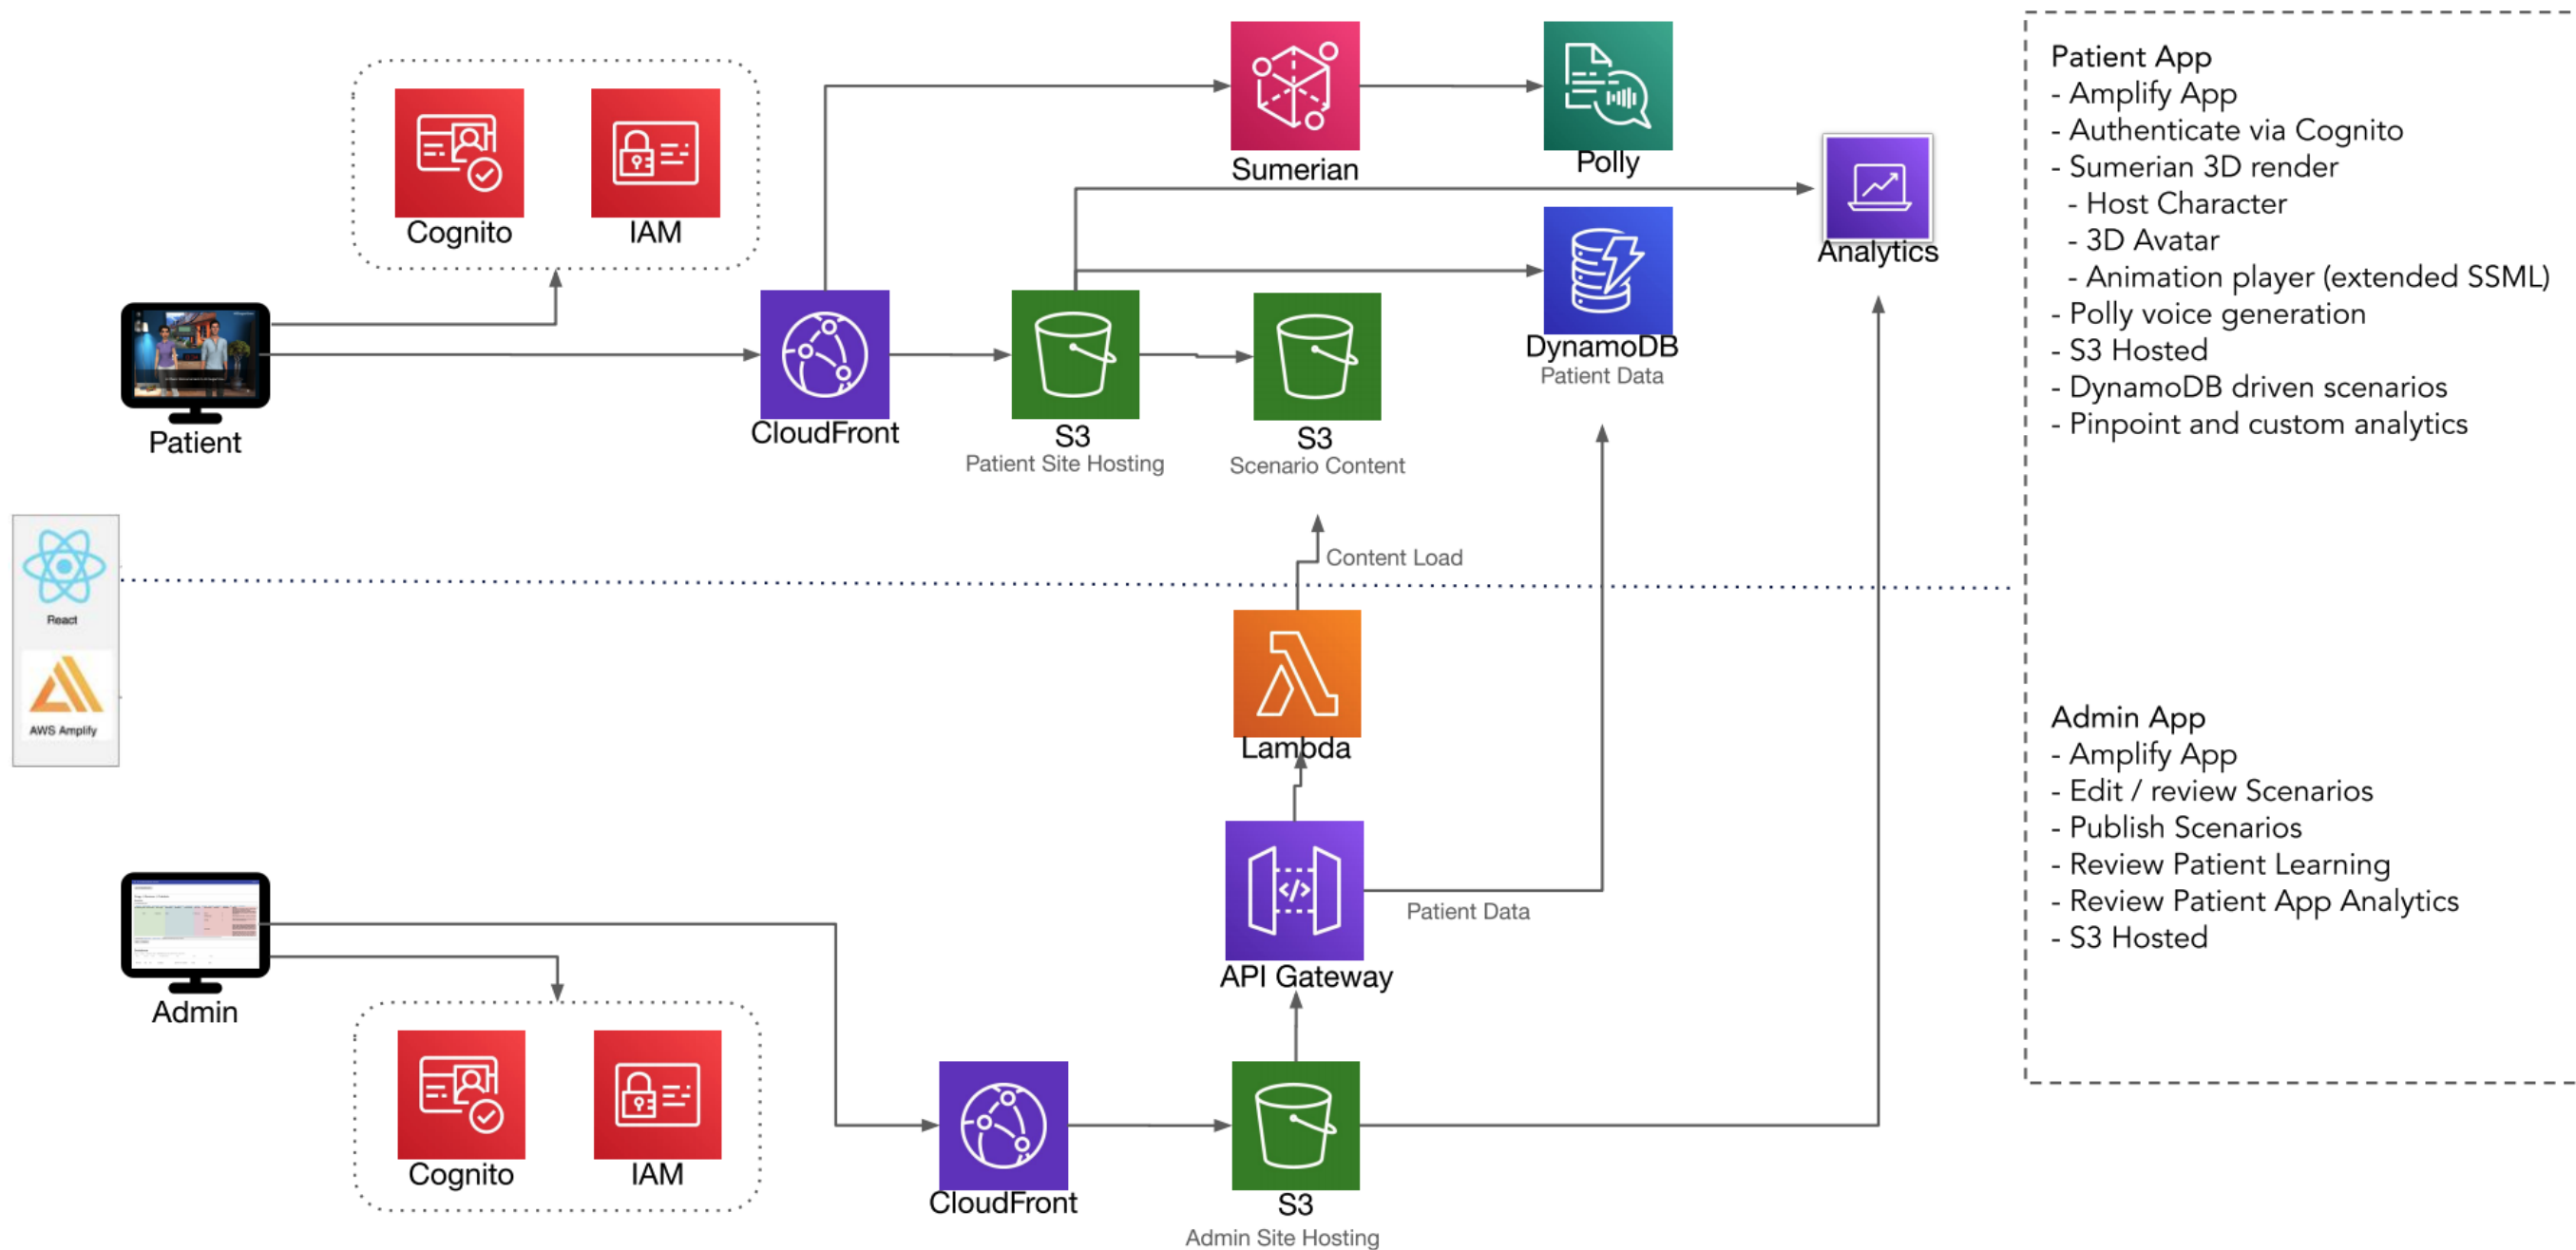 Sumerian
Polly
Cognito
IAM
Analytics
Patient
CloudFront
S3
Patient Site Hosting
S3
Scenario Content
DynamoDB
Patient Data
React
AWS Amplify
Content Load
Lambda
API Gateway
Patient Data
Admin
Cognito
IAM
CloudFront
S3
Admin Site Hosting
Patient App
- Amplify App
- Authenticate via Cognito
- Sumerian 3D render
- Host Character
- 3D Avatar
- Animation player (extended SSML)
- Polly voice generation
- S3 Hosted
- DynamoDB driven scenarios
- Pinpoint and custom analytics
Admin App
- Amplify App
- Edit / review Scenarios
- Publish Scenarios
- Review Patient Learning
- Review Patient App Analytics
- S3 Hosted